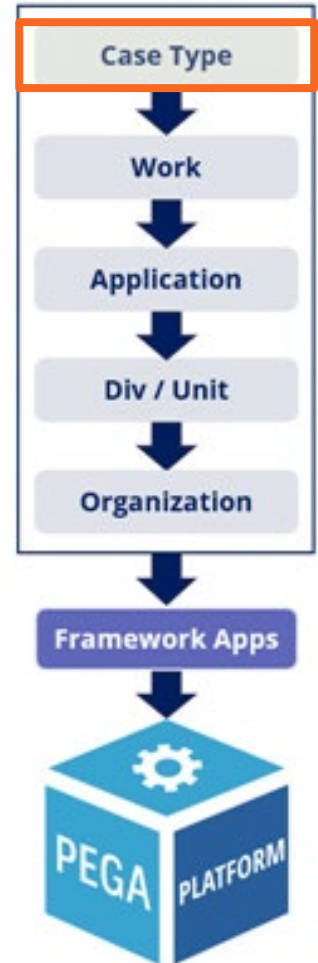 Case Type
Work
Application
Div / Unit
Organization
Framework Apps
PEGA
PLATFORM